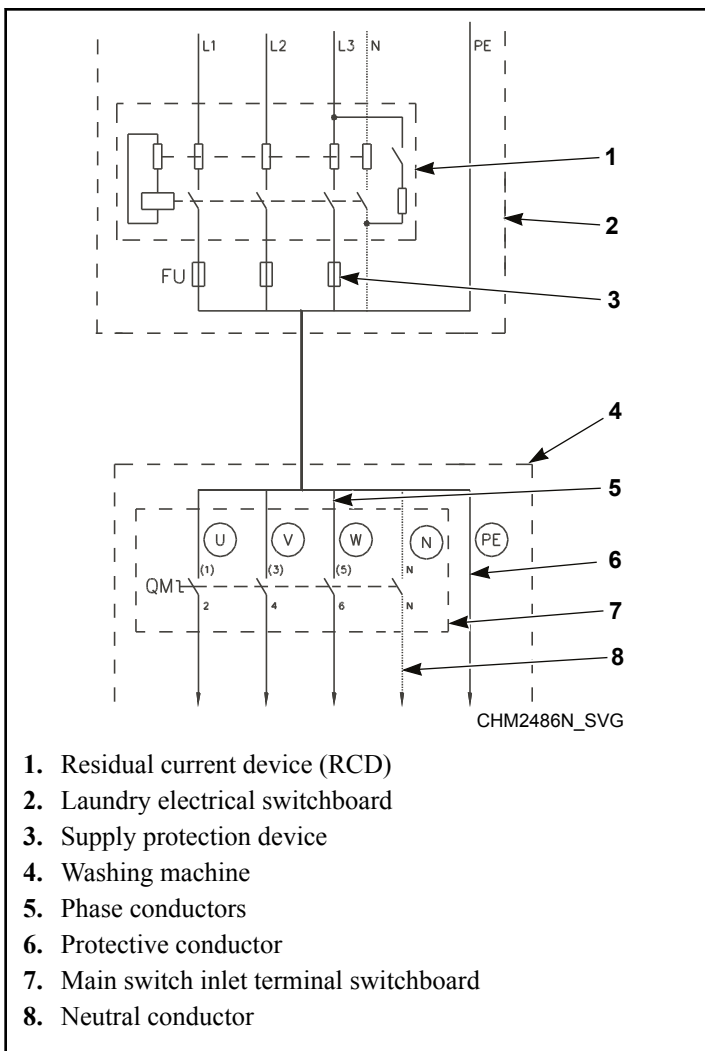 L1 L2 L3 N PE
1
2
FU
3
4
5
U V W N PE
(1) (3) (5) N
QM
2 4 6 N
6
7
8
CHM2486N_SVG
1. Residual current device (RCD)
2. Laundry electrical switchboard
3. Supply protection device
4. Washing machine
5. Phase conductors
6. Protective conductor
7. Main switch inlet terminal switchboard
8. Neutral conductor